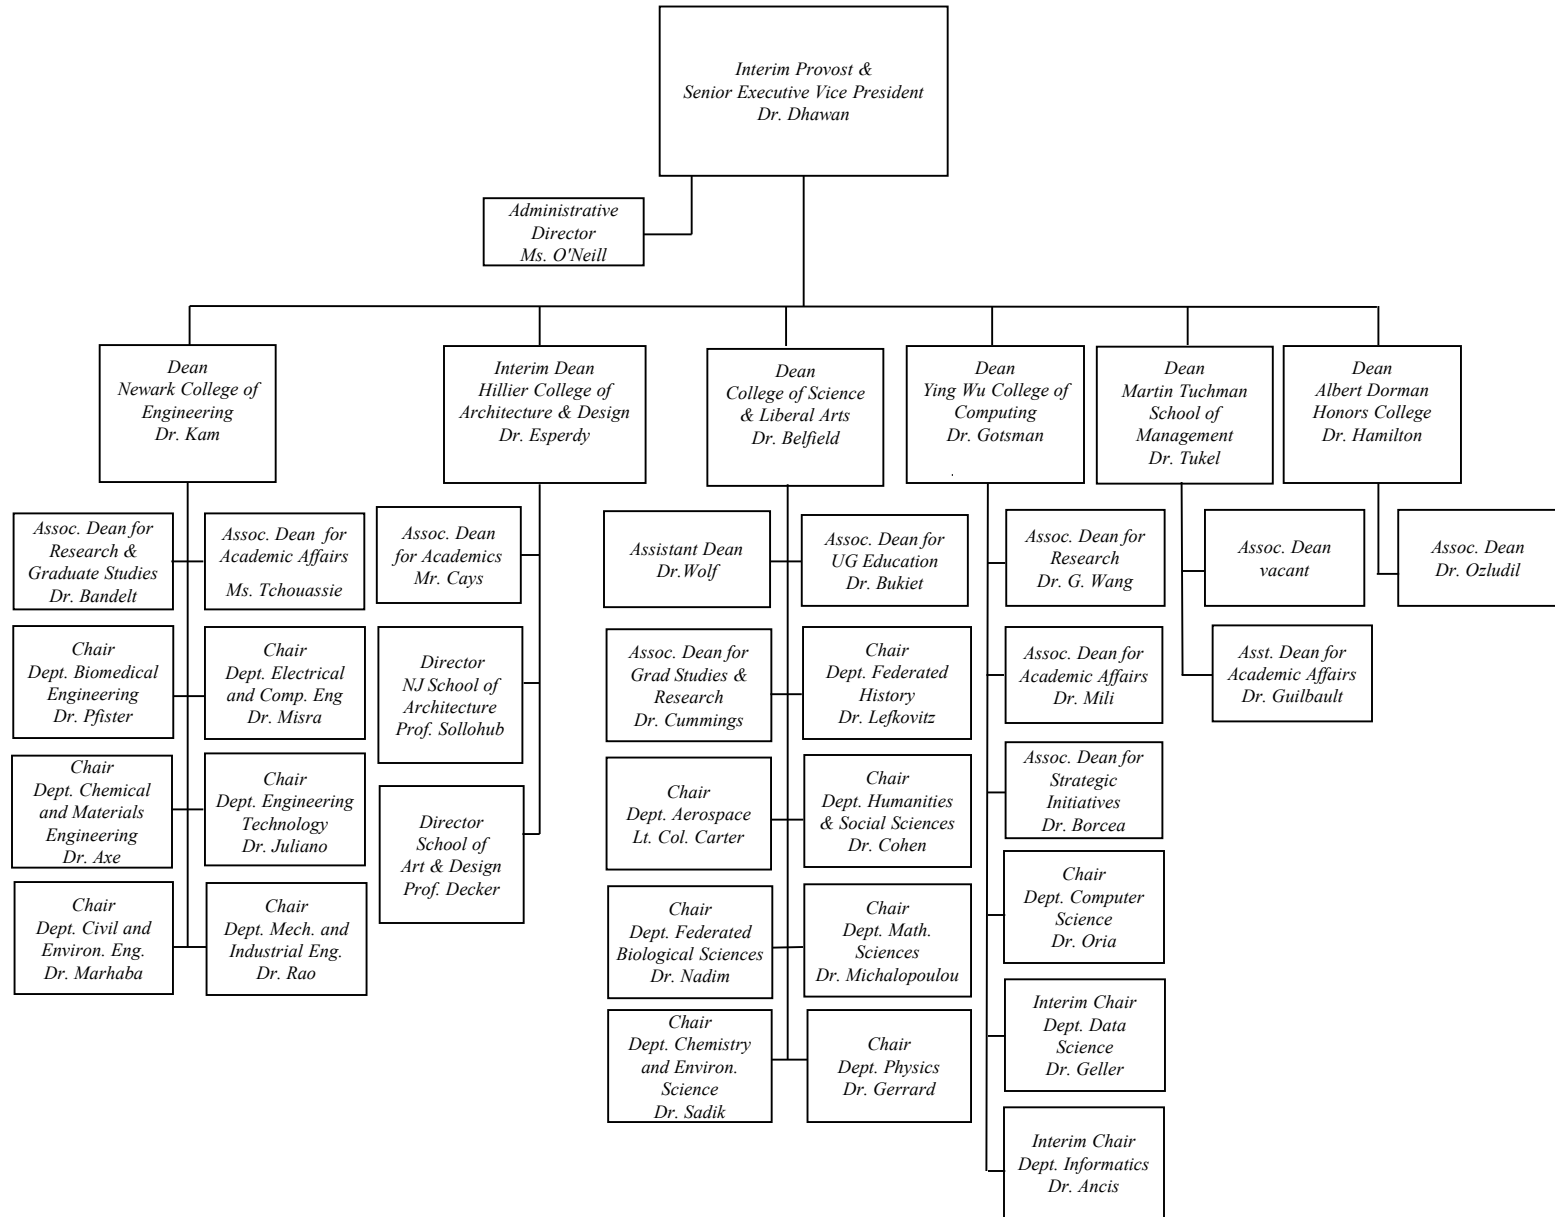 Interim Provost &
Senior Executive Vice President
Dr. Dhawan
Administrative
Director
Ms. O'Neill
Dean
Newark College of
Engineering
Dr. Kam
Interim Dean
Hillier College of
Architecture & Design
Dr. Esperdy
Dean
College of Science
& Liberal Arts
Dr. Belfield
Dean
Ying Wu College of
Computing
Dr. Gotsman
.
Dean
Martin Tuchman
School of
Management
Dr. Tukel
Dean
Albert Dorman
Honors College
Dr. Hamilton
Assoc. Dean for
Research &
Graduate Studies
Dr. Bandelt
Assoc. Dean for
Academic Affairs
Ms. Tchouassie
Chair
Dept. Biomedical
Engineering
Dr. Pfister
Chair
Dept. Electrical
and Comp. Eng
Dr. Misra
Chair
Dept. Chemical
and Materials
Engineering
Dr. Axe
Chair
Dept. Engineering
Technology
Dr. Juliano
Chair
Dept. Civil and
Environ. Eng.
Dr. Marhaba
Chair
Dept. Mech. and
Industrial Eng.
Dr. Rao
Assoc. Dean
for Academics
Mr. Cays
Director
NJ School of
Architecture
Prof. Sollohub
Director
School of
Art & Design
Prof. Decker
Assistant Dean
Dr.Wolf
Assoc. Dean for
UG Education
Dr. Bukiet
Assoc. Dean for
Grad Studies &
Research
Dr. Cummings
Chair
Dept. Federated
History
Dr. Lefkovitz
Chair
Dept. Aerospace
Lt. Col. Carter
Chair
Dept. Humanities
& Social Sciences
Dr. Cohen
Chair
Dept. Federated
Biological Sciences
Dr. Nadim
Chair
Dept. Math.
Sciences
Dr. Michalopoulou
Chair
Dept. Chemistry
and Environ.
Science
Dr. Sadik
Chair
Dept. Physics
Dr. Gerrard
Assoc. Dean for
Research
Dr. G. Wang
Assoc. Dean for
Academic Affairs
Dr. Mili
Assoc. Dean for
Strategic
Initiatives
Dr. Borcea
Chair
Dept. Computer
Science
Dr. Oria
Interim Chair
Dept. Data
Science
Dr. Geller
Interim Chair
Dept. Informatics
Dr. Ancis
Assoc. Dean
vacant
Asst. Dean for
Academic Affairs
Dr. Guilbault
Assoc. Dean
Dr. Ozludil